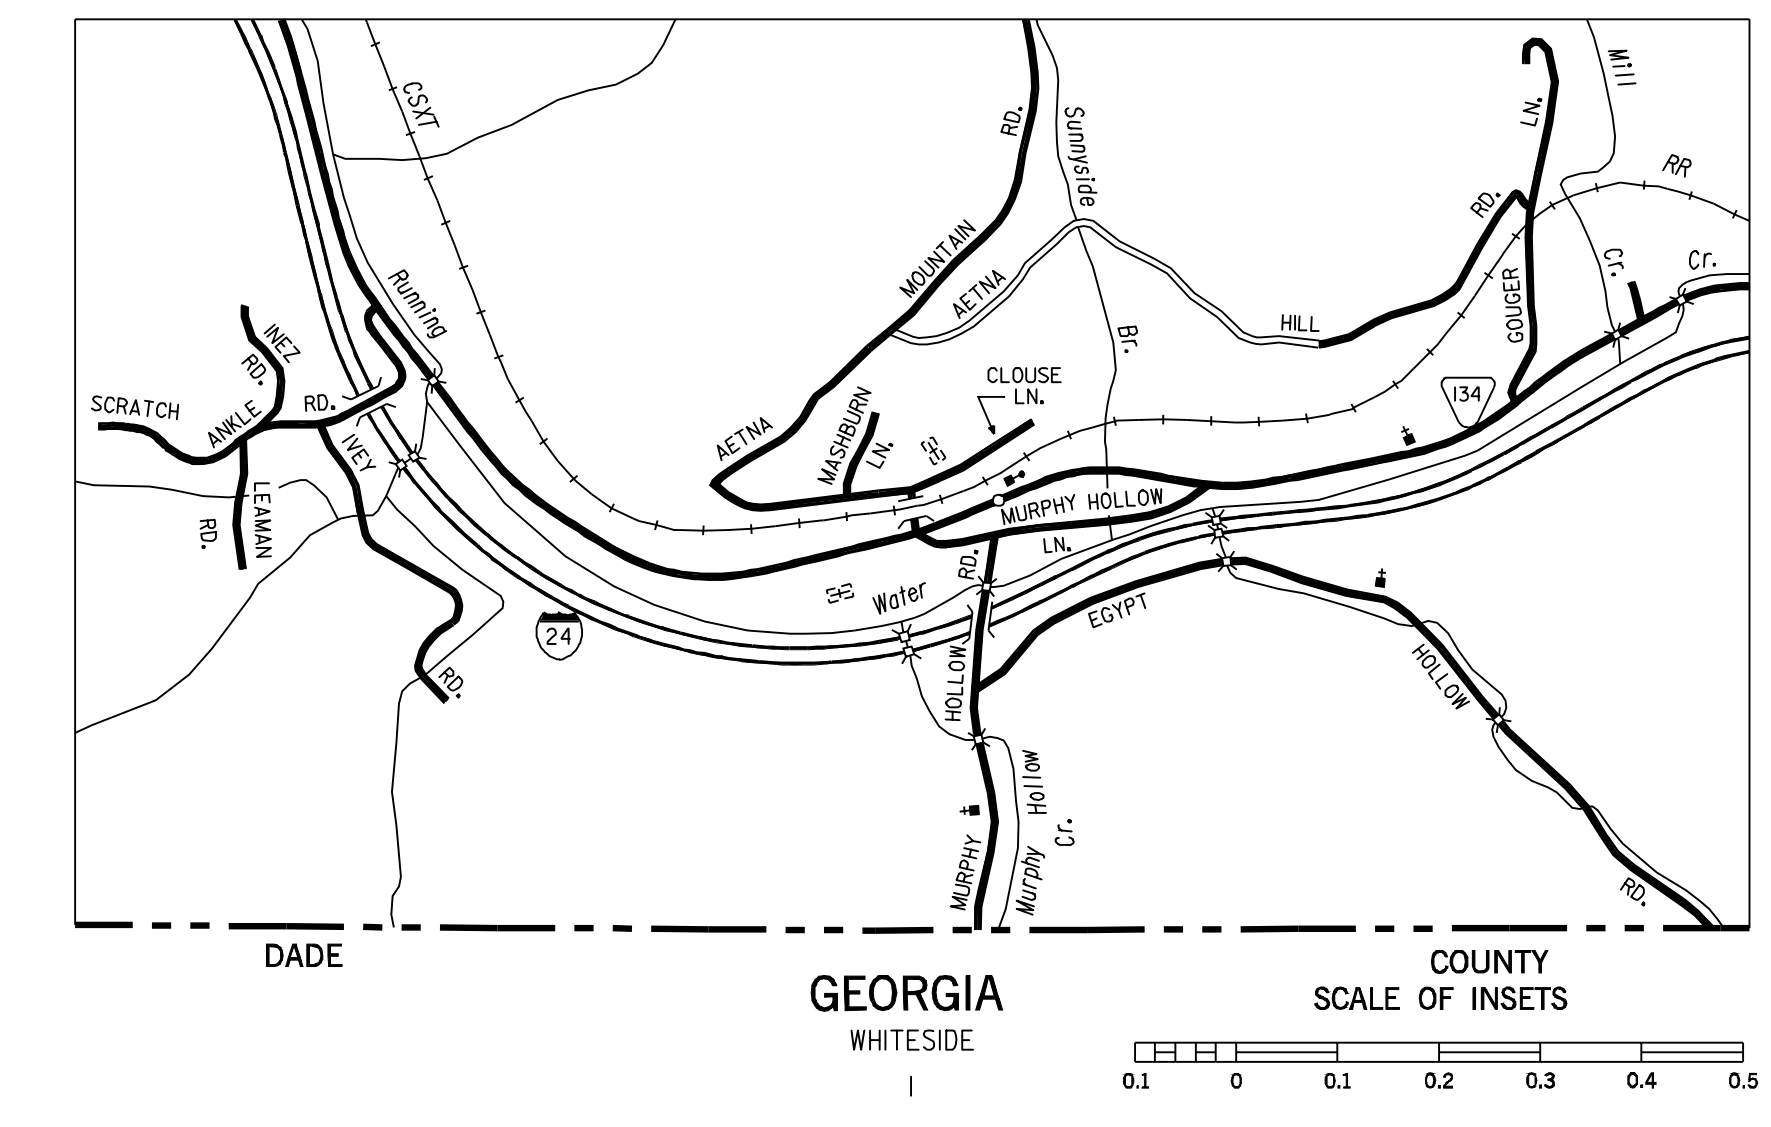 CSXT
RD.
Sunnyside
LN.
Mill
RR
RD.
MOUNTAIN
Running
AETNA
Cr.
Cr.
GOUGER
INEZ
RD.
HILL
Br.
CLOUSE
LN.
134
SCRATCH
ANKLE
RD.
IVEY
AETNA
MASHBURN
LN.
LEAMAN
RD.
MURPHY HOLLOW
LN.
RD.
Water
EGYPT
24
RD.
HOLLOW
HOLLOW
Murphy Hollow
Cr.
MURPHY
RD.
DADE
COUNTY
GEORGIA
SCALE OF INSETS
WHITESIDE
0.1 0 0.1 0.2 0.3 0.4 0.5